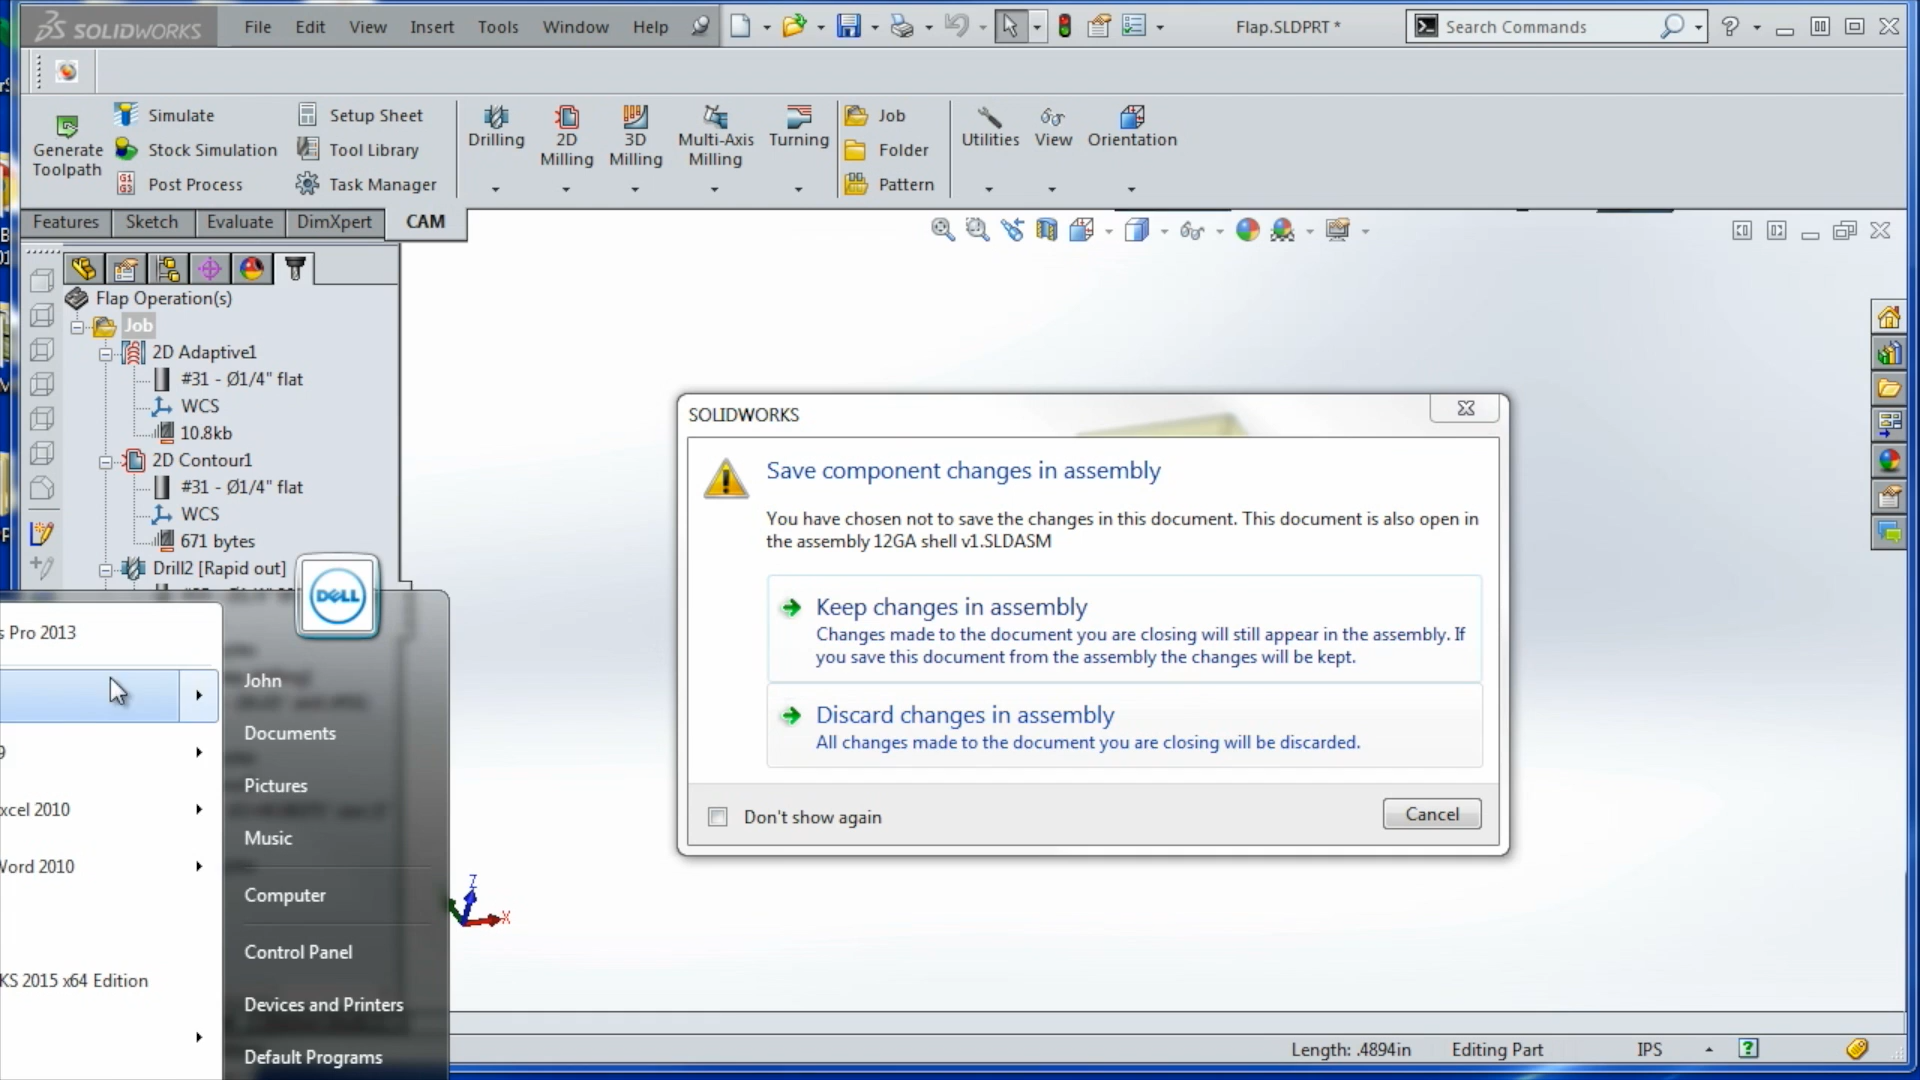 SOLIDWORKS File Edit View Insert Tools Window Help Flap.SLDPRT * Search Commands
Generate Toolpath
Simulate
Stock Simulation
Post Process
Setup Sheet
Tool Library
Task Manager
Drilling
2D Milling
3D Milling
Multi-Axis Milling
Turning
Job
Folder
Pattern
Utilities
View
Orientation
Features Sketch Evaluate DimXpert CAM
Flap Operation(s)
Job
2D Adaptive1
#31 - Ø1/4" flat
WCS
10.8kb
2D Contour1
#31 - Ø1/4" flat
WCS
671 bytes
Drill2 [Rapid out]
DELL
s Pro 2013
9
xcel 2010
Word 2010
KS 2015 x64 Edition
John
Documents
Pictures
Music
Computer
Control Panel
Devices and Printers
Default Programs
SOLIDWORKS
Save component changes in assembly
You have chosen not to save the changes in this document. This document is also open in
the assembly 12GA shell v1.SLDASM
Keep changes in assembly
Changes made to the document you are closing will still appear in the assembly. If
you save this document from the assembly the changes will be kept.
Discard changes in assembly
All changes made to the document you are closing will be discarded.
Don't show again
Cancel
Z
X
Length: .4894in Editing Part IPS